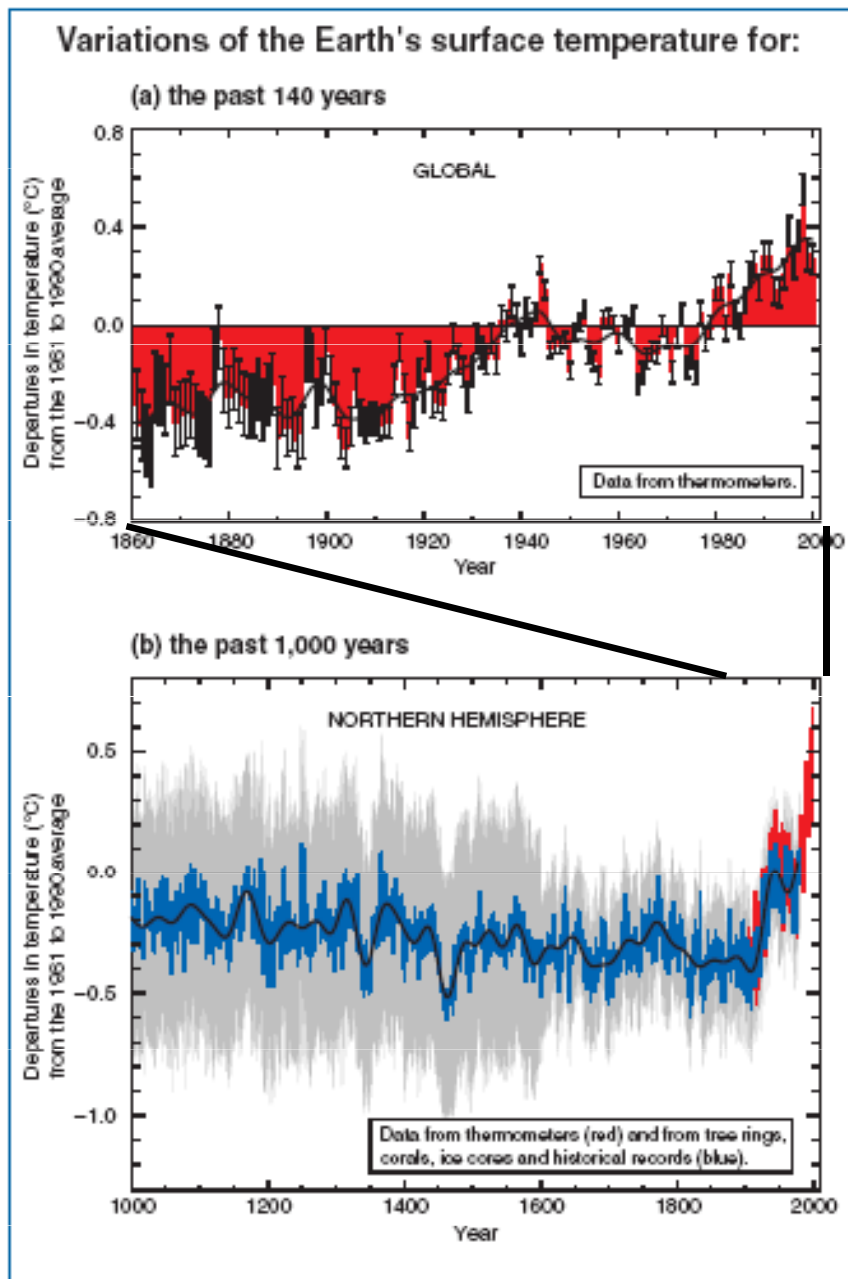 Variations of the Earth's surface temperature for:
(a) the past 140 years
GLOBAL
Departures in temperature (°C)
from the 1961 to 1990 average
0.8
0.4
0.0
−0.4
−0.8
Data from thermometers.
1860 1880 1900 1920 1940 1960 1980 2000
Year
(b) the past 1,000 years
NORTHERN HEMISPHERE
Departures in temperature (°C)
from the 1961 to 1990 average
0.5
0.0
−0.5
−1.0
Data from thermometers (red) and from tree rings,
corals, ice cores and historical records (blue).
1000 1200 1400 1600 1800 2000
Year